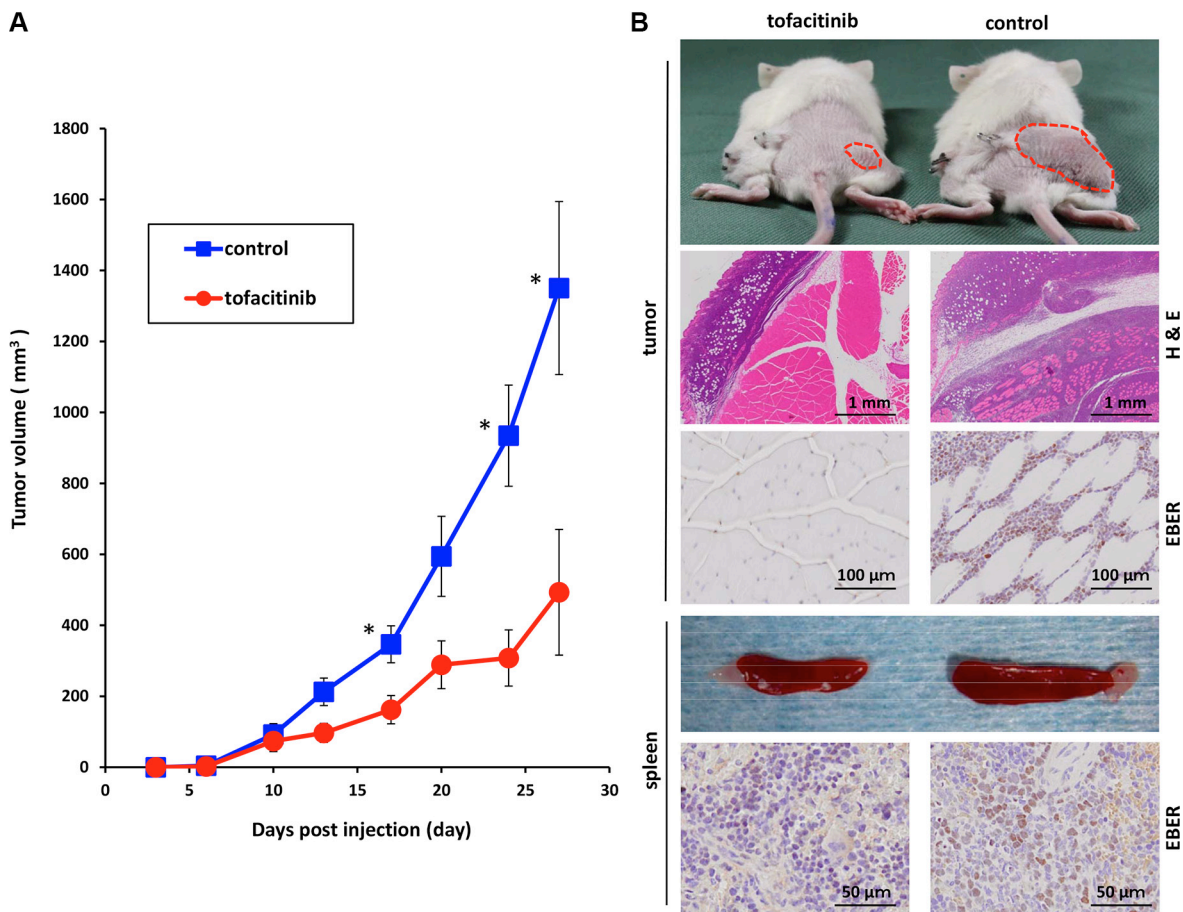 A
1800
1600
1400
1200
1000
800
600
400
200
0
Tumor volume ( mm³ )
control
tofacitinib
*
*
*
0 5 10 15 20 25 30
Days post injection (day)
B
tofacitinib control
tumor
H & E
1 mm 1 mm
EBER
100 µm 100 µm
spleen
EBER
50 µm 50 µm